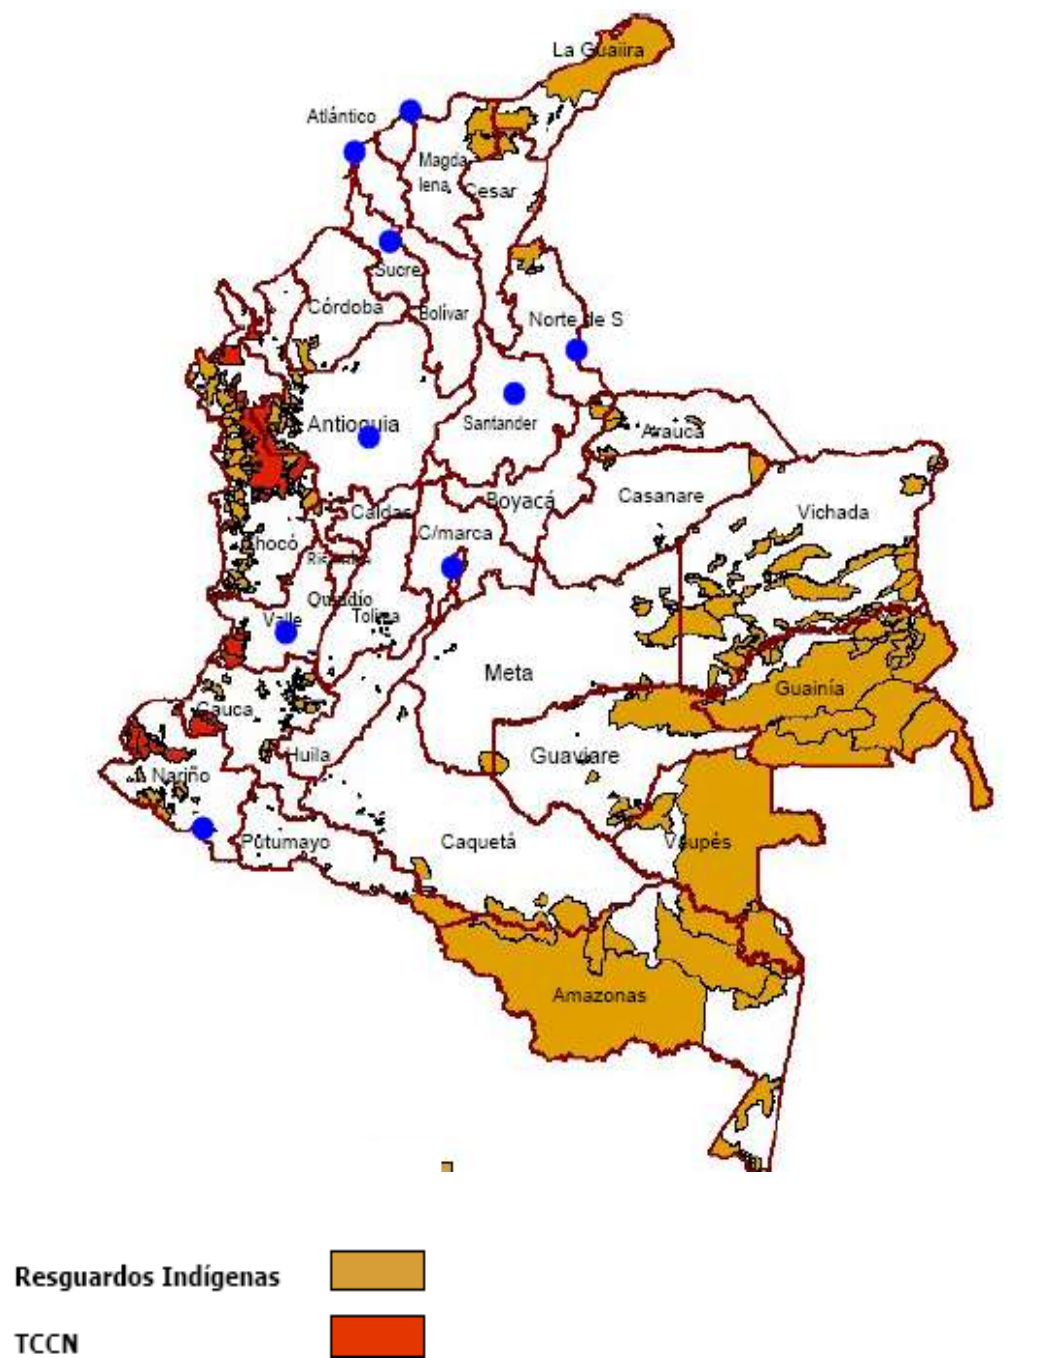 La Guajira
Atlántico
Magda
lena
Cesar
Sucre
Córdoba
Bolívar
Norte de S
Antioquia
Santander
Arauca
Boyacá
Casanare
Vichada
Caldas
C/marca
Chocó
Quindío
Tolima
Valle
Meta
Guainía
Cauca
Huila
Guaviare
Nariño
Putumayo
Caquetá
Vaupés
Amazonas
Resguardos Indígenas
TCCN